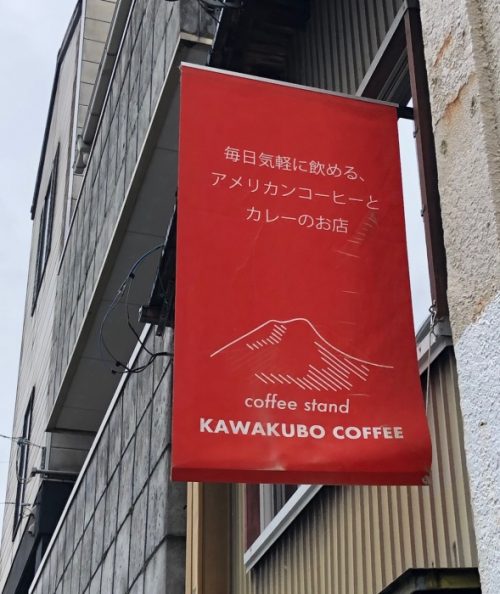 毎日気軽に飲める、
アメリカンコーヒーと
カレーのお店
coffee stand
KAWAKUBO COFFEE